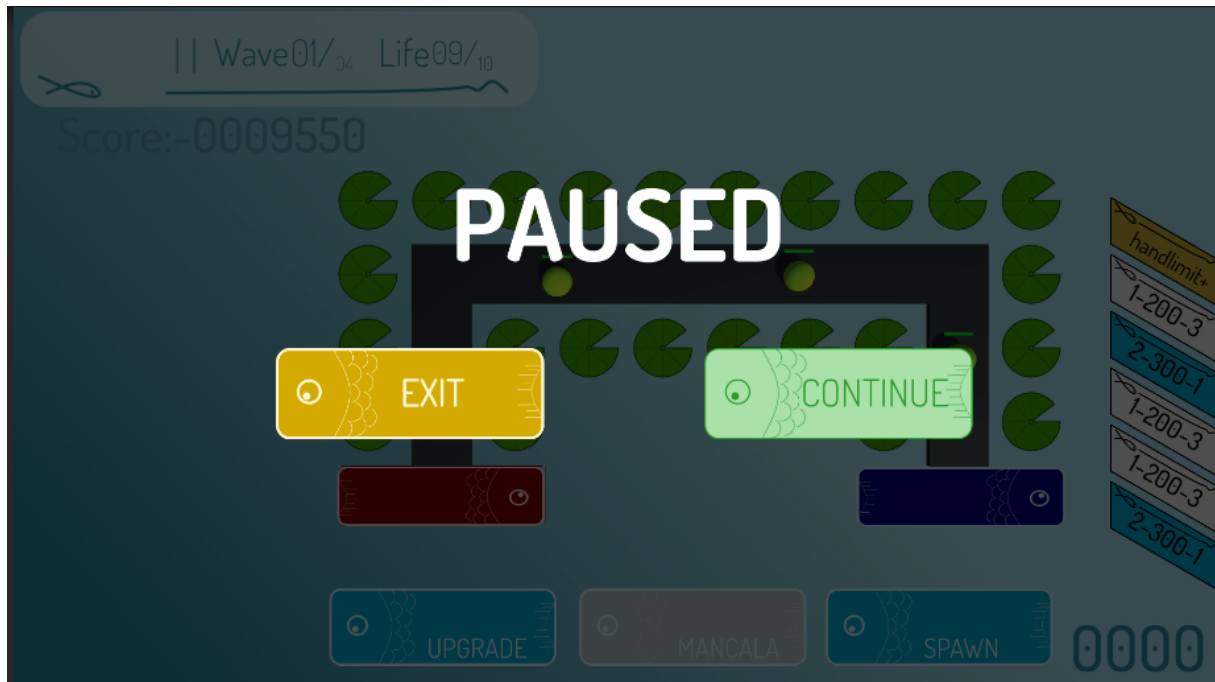 || Wave01/04 Life09/10
Score:-0009550
PAUSED
handlimit+
1-200-3
2-300-1
1-200-3
1-200-3
2-300-1
EXIT
CONTINUE
UPGRADE
MANCALA
SPAWN
0000